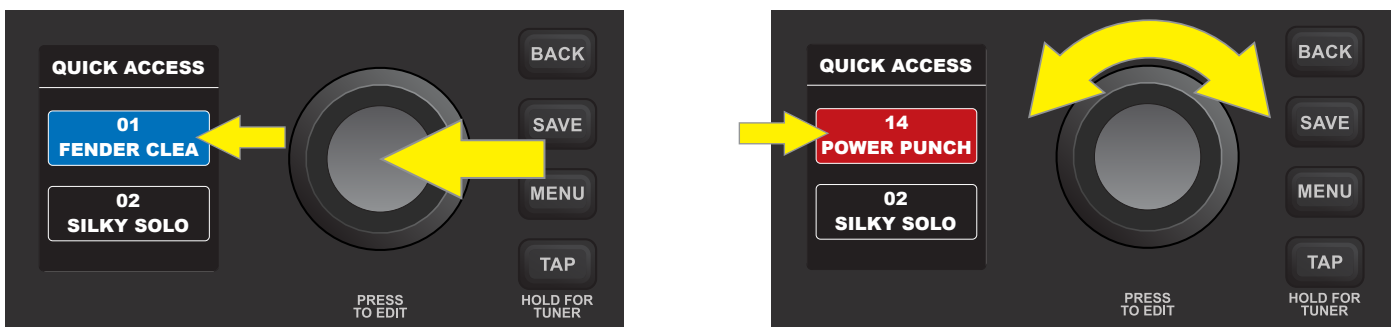 QUICK ACCESS
01
FENDER CLEA
02
SILKY SOLO
BACK
SAVE
MENU
TAP
PRESS
TO EDIT
HOLD FOR
TUNER
QUICK ACCESS
14
POWER PUNCH
02
SILKY SOLO
BACK
SAVE
MENU
TAP
PRESS
TO EDIT
HOLD FOR
TUNER